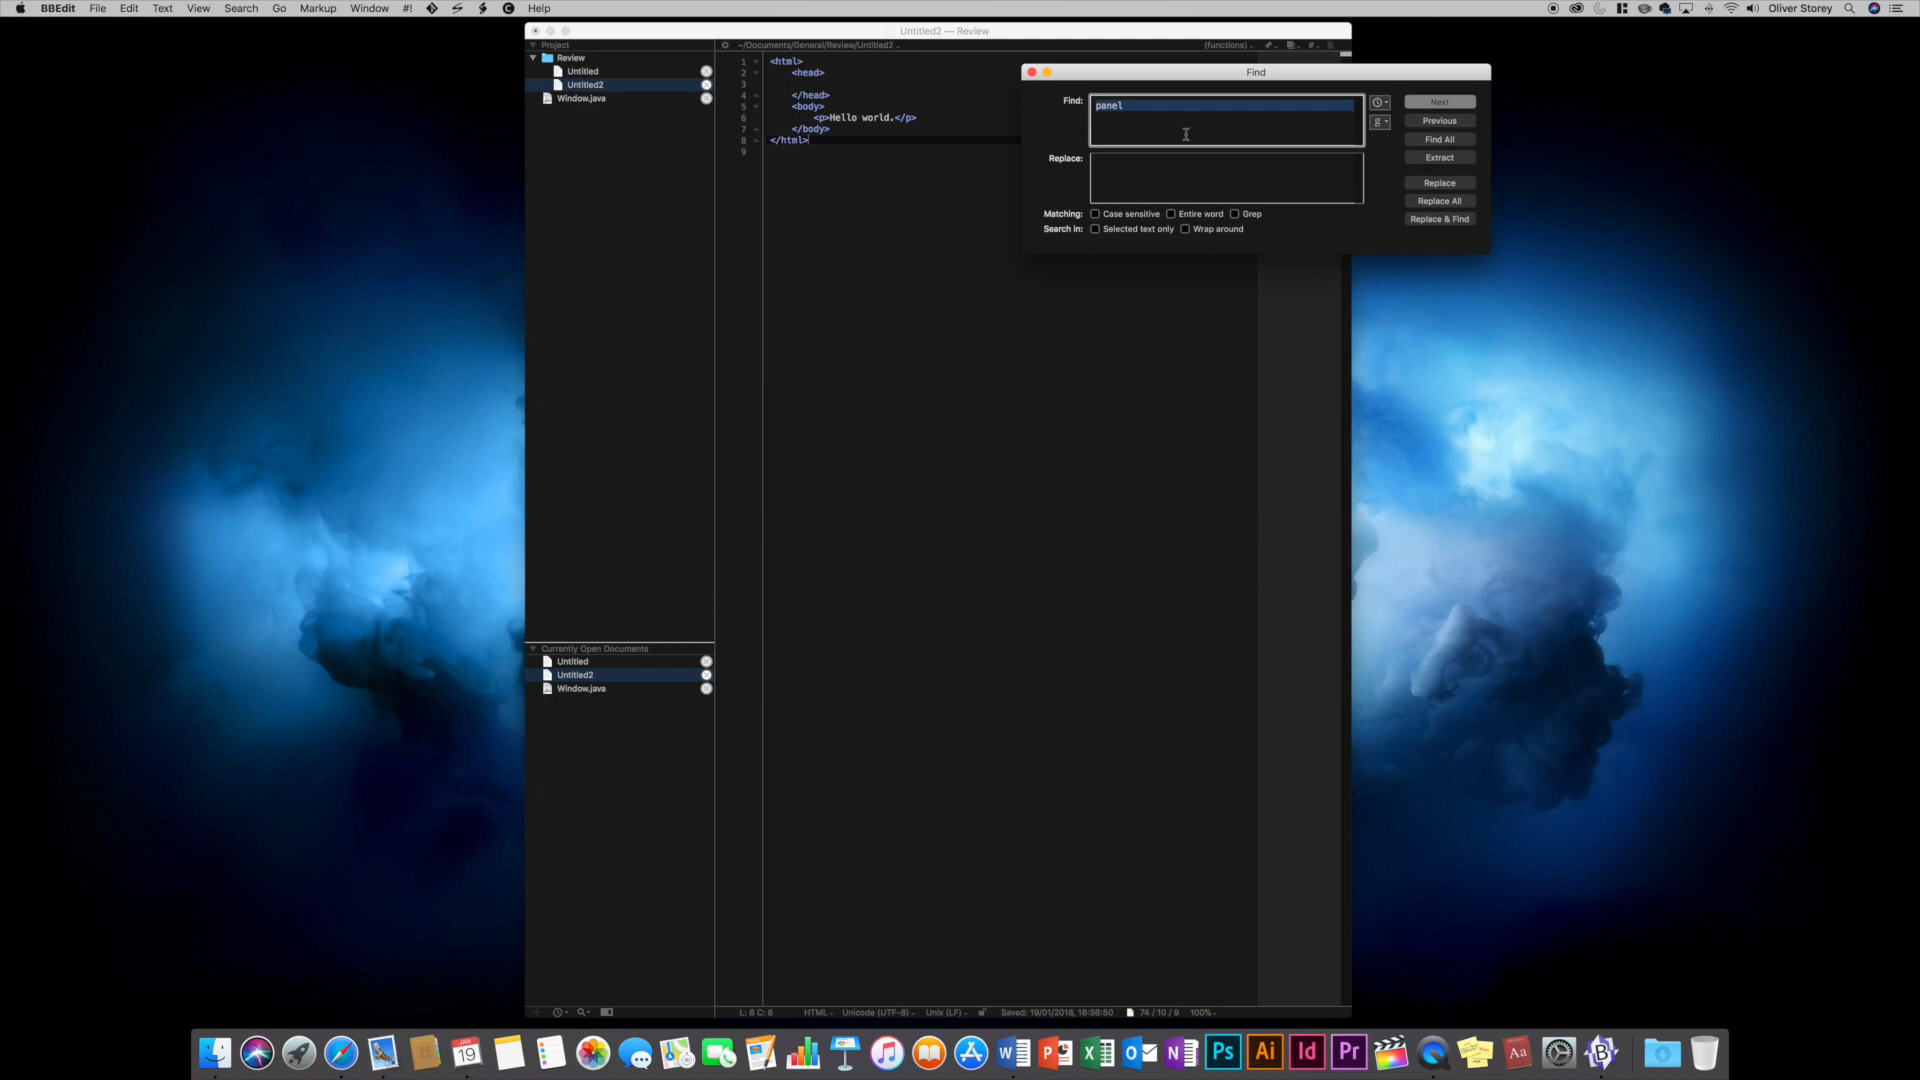 BBEdit File Edit Text View Search Go Markup Window #! Help Oliver Storey
Untitled2 — Review
Project
~/Documents/General/Review/Untitled2
(functions)
Review
Untitled
Untitled2
Window.java
1 <html>
2 <head>
3
4 </head>
5 <body>
6 <p>Hello world.</p>
7 </body>
8 </html>
9
Find
Find:
panel
g
Replace:
Matching: Case sensitive Entire word Grep
Search in: Selected text only Wrap around
Next
Previous
Find All
Extract
Replace
Replace All
Replace & Find
Currently Open Documents
Untitled
Untitled2
Window.java
L: 8 C: 8 HTML Unicode (UTF-8) Unix (LF) Saved: 19/01/2018, 18:56:50 74 / 10 / 9 100%
JAN
19
W P X O N Ps Ai Id Pr Aa B